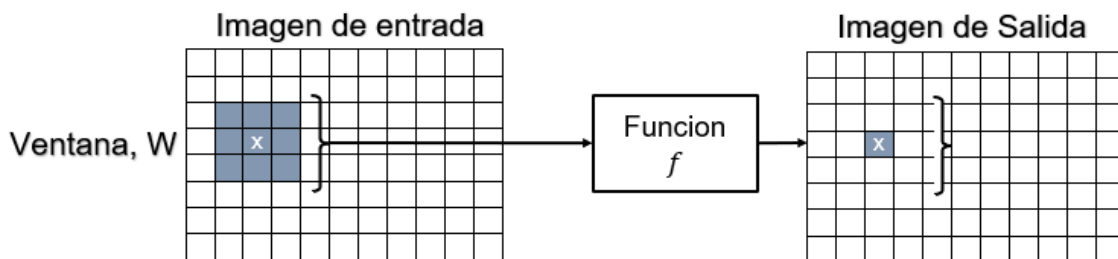 Imagen de entrada
Imagen de Salida
Ventana, W
x
Funcion
f
x